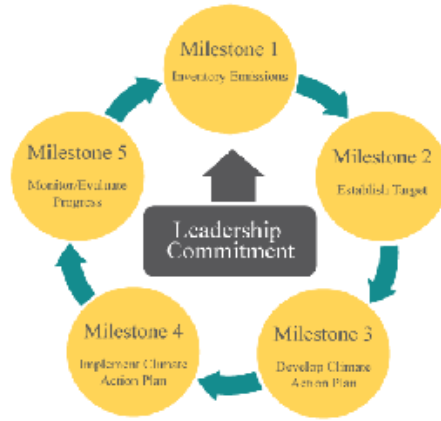 Milestone 1
Inventory Emissions
Milestone 2
Establish Target
Milestone 3
Develop Climate
Action Plan
Milestone 4
Implement Climate
Action Plan
Milestone 5
Monitor/Evaluate
Progress
Leadership
Commitment